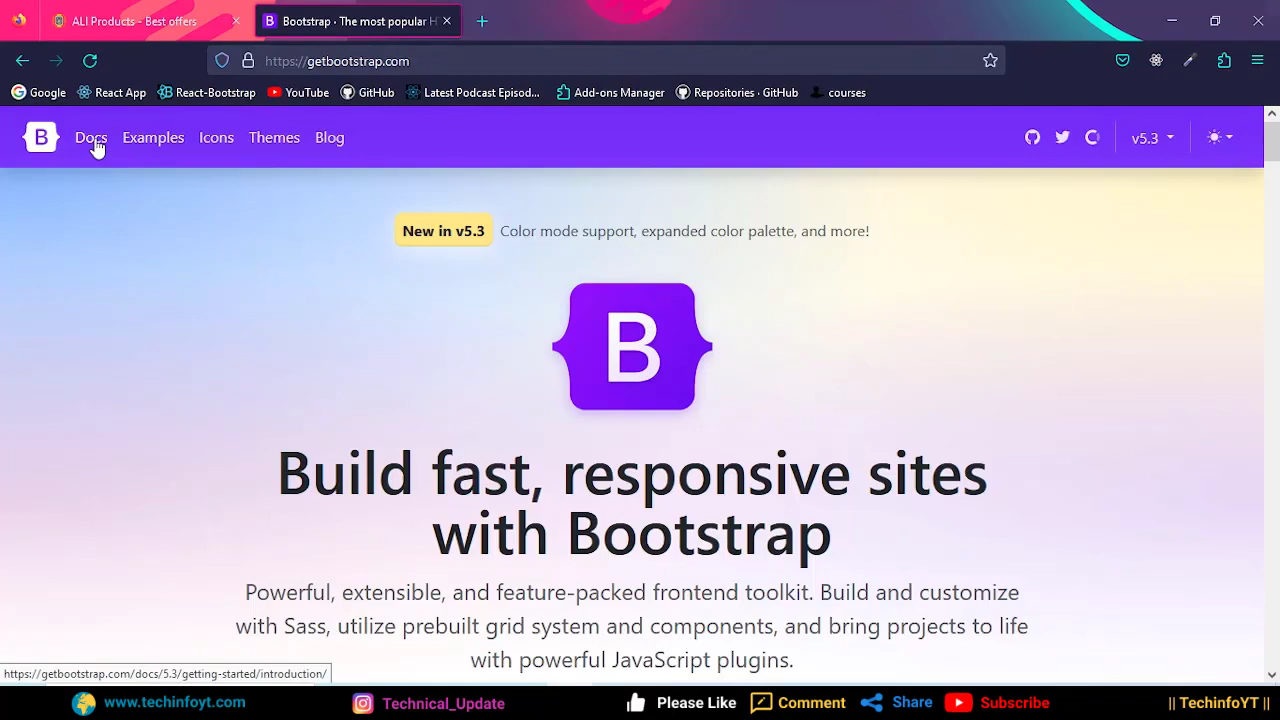 ALI Products - Best offers
Bootstrap · The most popular H
https://getbootstrap.com
Google React App React-Bootstrap YouTube GitHub Latest Podcast Episod... Add-ons Manager Repositories · GitHub courses
B Docs Examples Icons Themes Blog v5.3
New in v5.3 Color mode support, expanded color palette, and more!
B
Build fast, responsive sites
with Bootstrap
Powerful, extensible, and feature-packed frontend toolkit. Build and customize
with Sass, utilize prebuilt grid system and components, and bring projects to life
with powerful JavaScript plugins.
https://getbootstrap.com/docs/5.3/getting-started/introduction/
www.techinfoyt.com Technical_Update Please Like Comment Share Subscribe || TechinfoYT ||